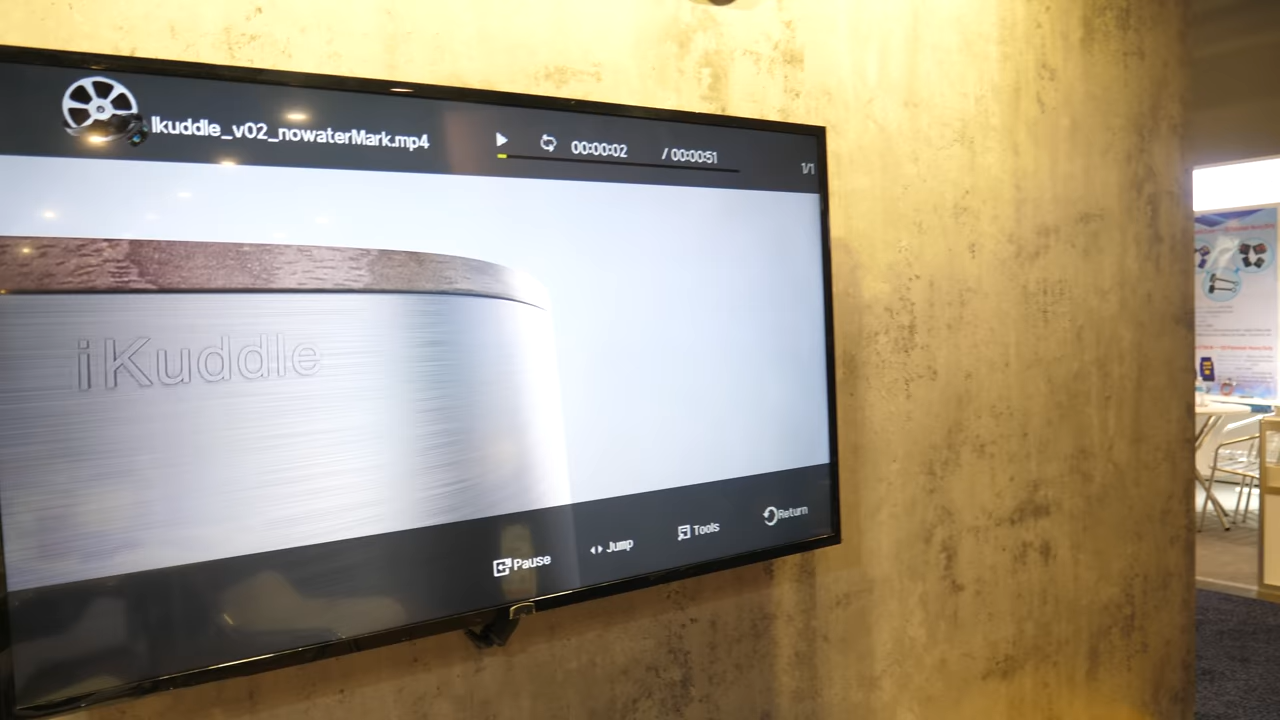 Ikuddle_v02_nowaterMark.mp4
00:00:02 / 00:00:51
1/1
iKuddle
Pause
Jump
Tools
Return